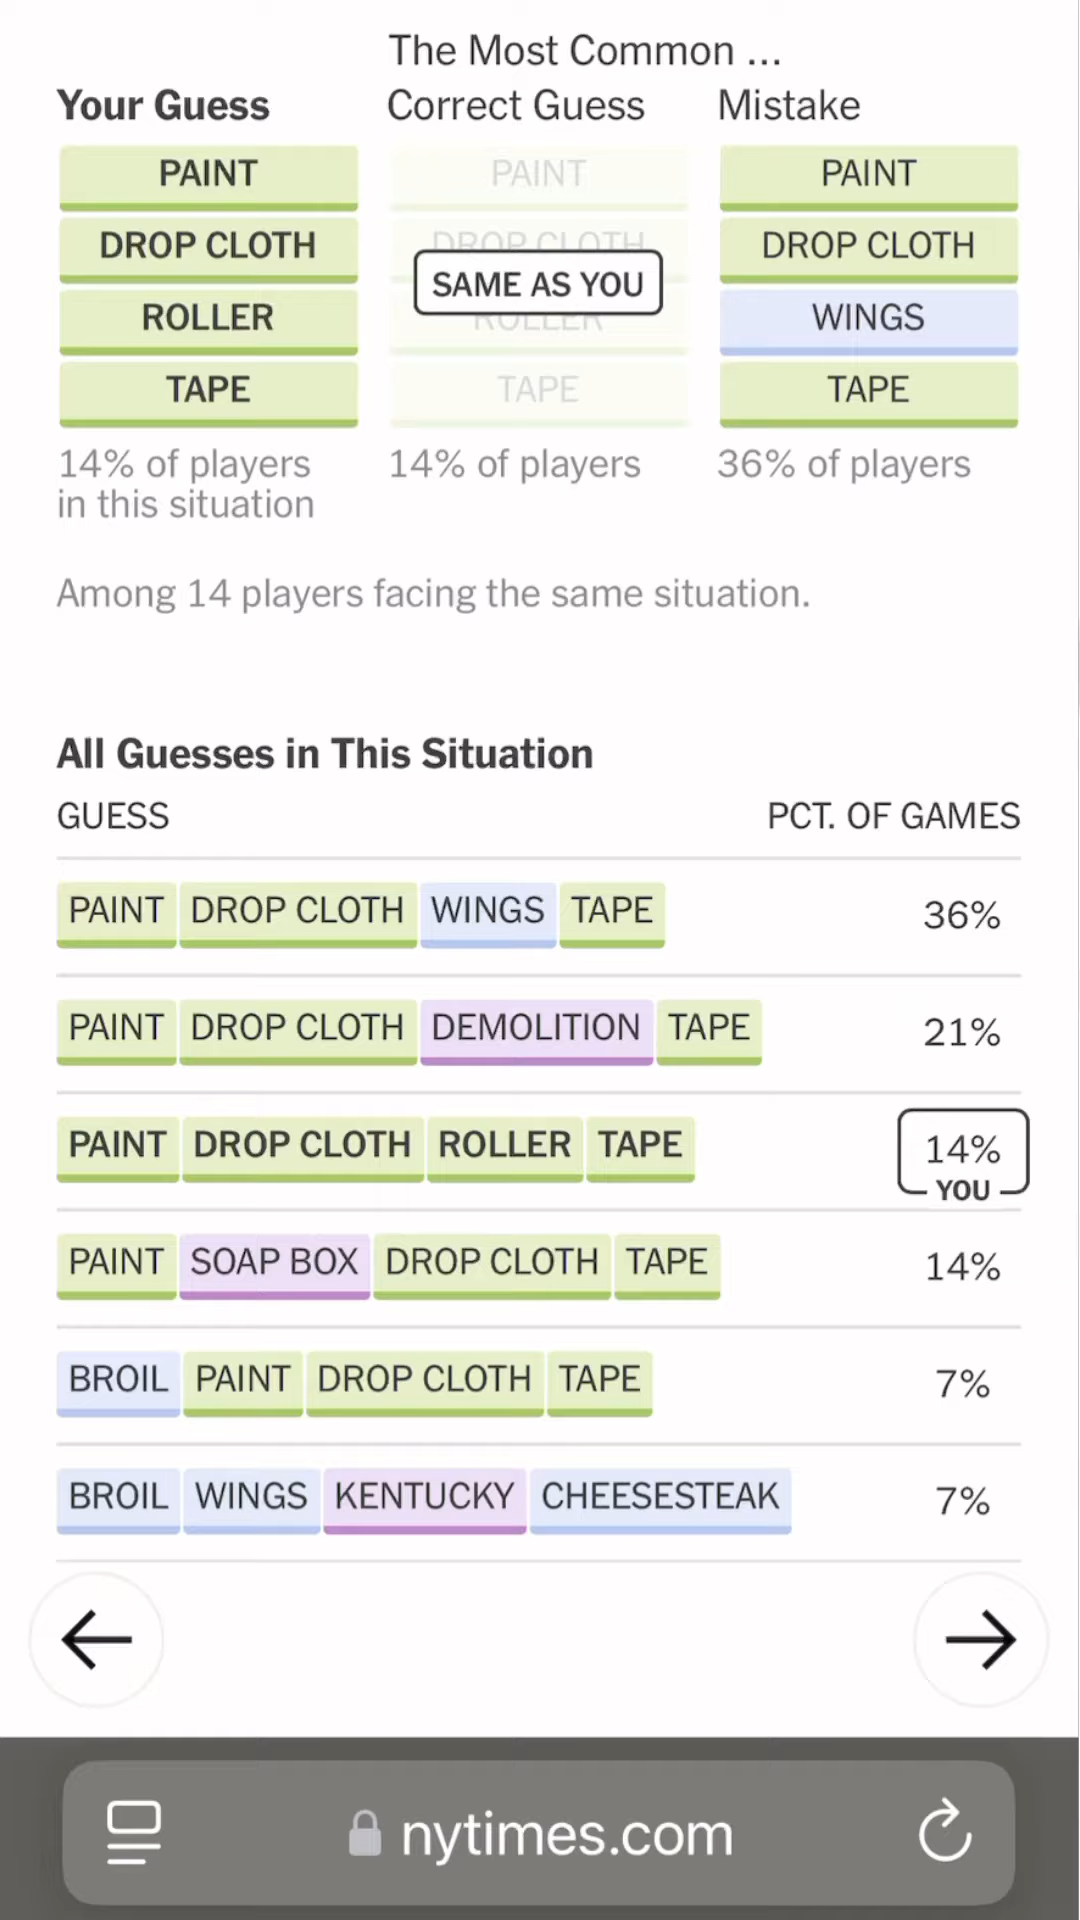 The Most Common ...
Your Guess Correct Guess Mistake
PAINT PAINT PAINT
DROP CLOTH DROP CLOTH DROP CLOTH
SAME AS YOU
ROLLER ROLLER WINGS
TAPE TAPE TAPE
14% of players 14% of players 36% of players
in this situation
Among 14 players facing the same situation.
All Guesses in This Situation
GUESS PCT. OF GAMES
PAINT DROP CLOTH WINGS TAPE 36%
PAINT DROP CLOTH DEMOLITION TAPE 21%
PAINT DROP CLOTH ROLLER TAPE 14%
YOU
PAINT SOAP BOX DROP CLOTH TAPE 14%
BROIL PAINT DROP CLOTH TAPE 7%
BROIL WINGS KENTUCKY CHEESESTEAK 7%
nytimes.com